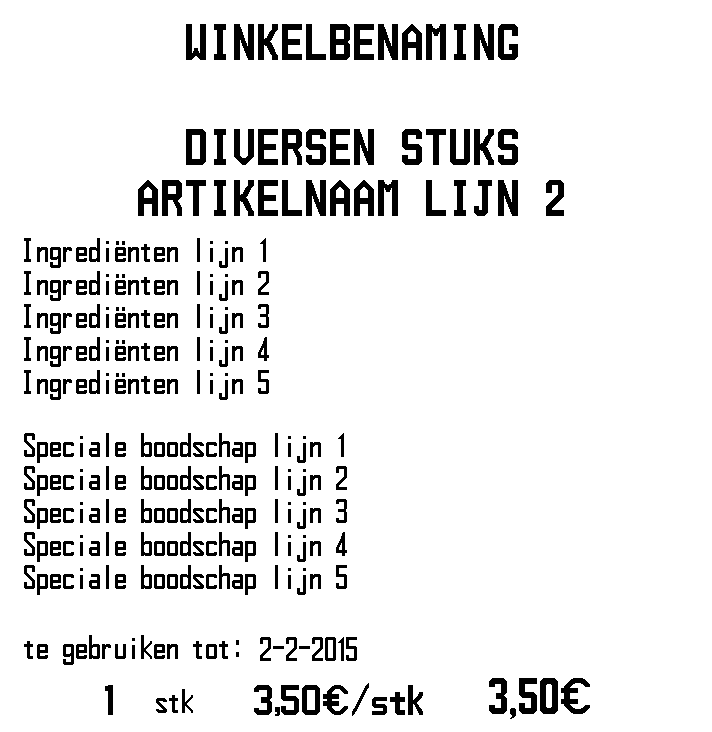 WINKELBENAMING
DIVERSEN STUKS
ARTIKELNAAM LIJN 2
Ingrediënten lijn 1
Ingrediënten lijn 2
Ingrediënten lijn 3
Ingrediënten lijn 4
Ingrediënten lijn 5
Speciale boodschap lijn 1
Speciale boodschap lijn 2
Speciale boodschap lijn 3
Speciale boodschap lijn 4
Speciale boodschap lijn 5
te gebruiken tot: 2-2-2015
1 stk 3,50€/stk 3,50€